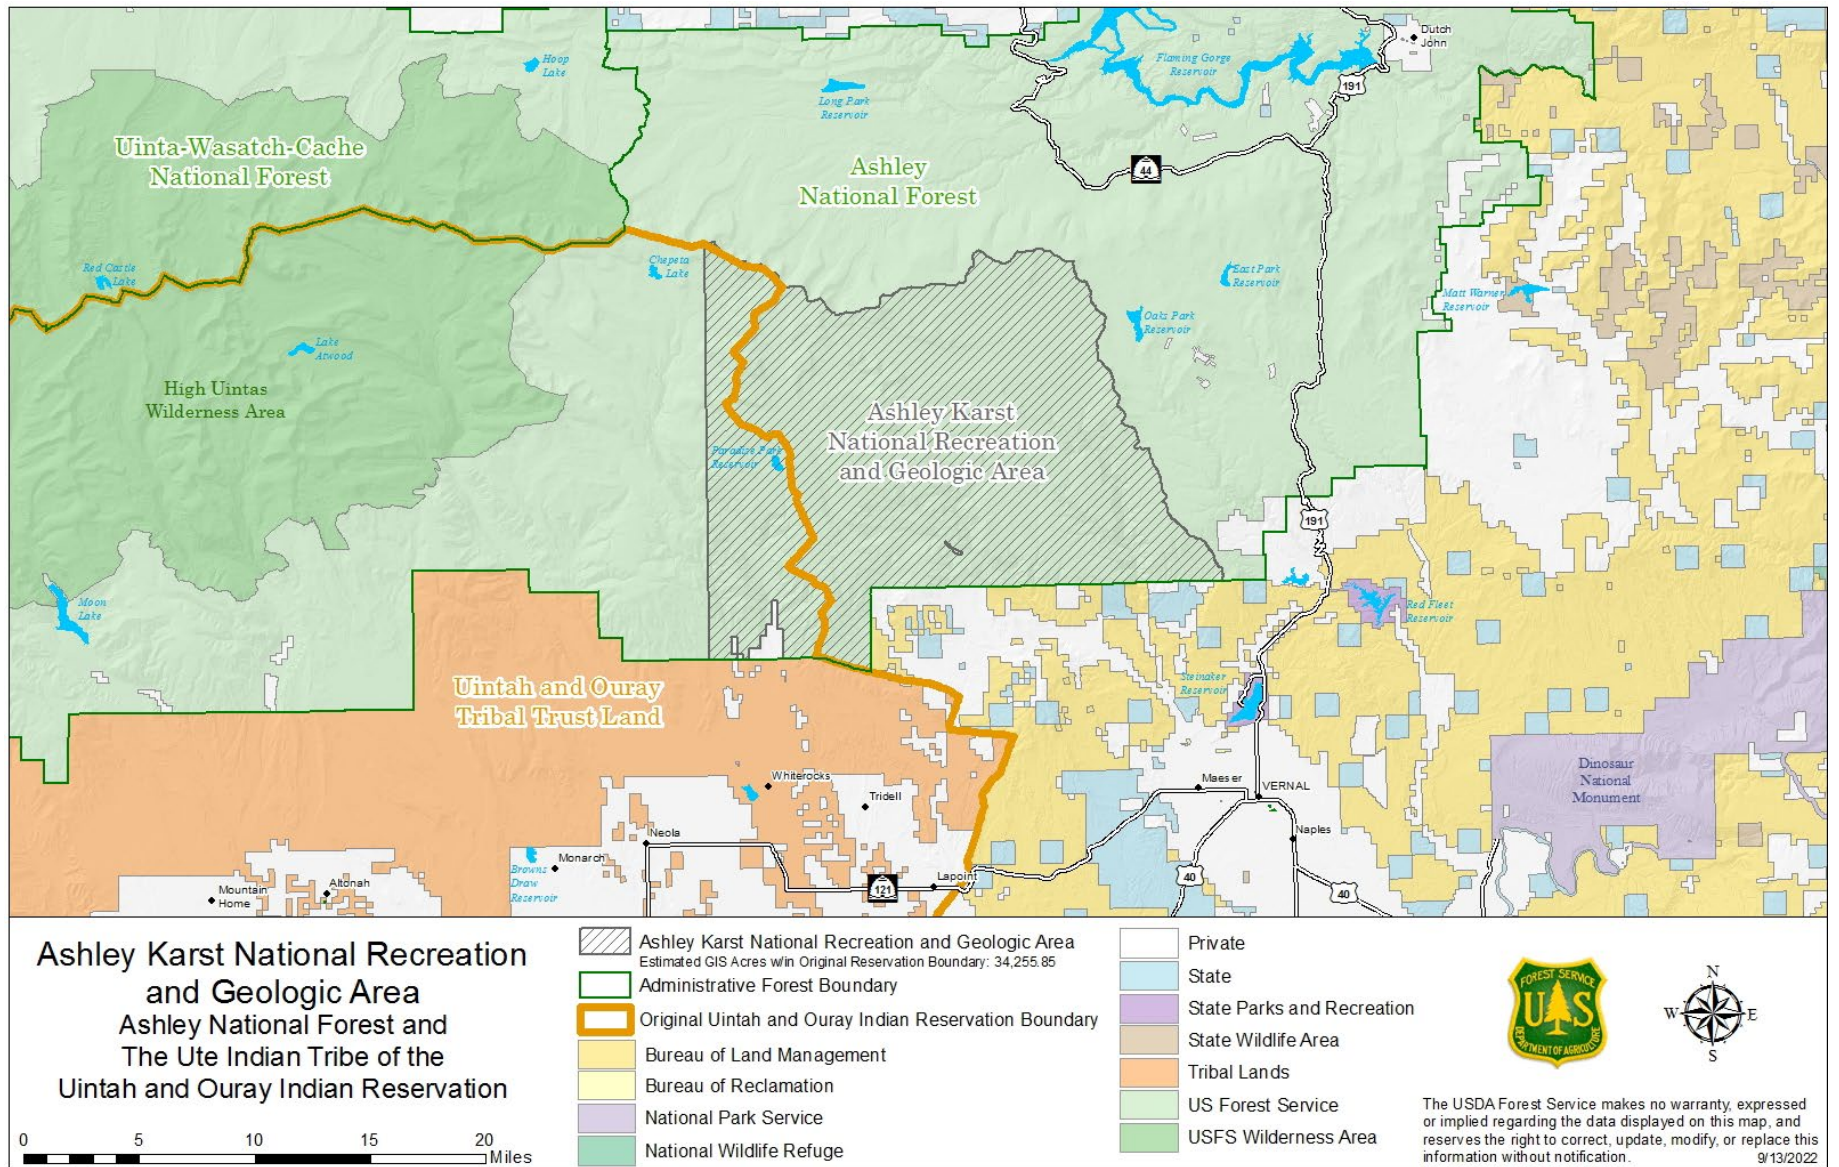 Hoop
Lake
Long Park
Reservoir
Flaming Gorge
Reservoir
Dutch
John
191
Uinta-Wasatch-Cache
National Forest
Ashley
National Forest
44
Red Castle
Lake
Chepeta
Lake
East Park
Reservoir
Matt Warner
Reservoir
Oaks Park
Reservoir
Lake
Atwood
High Uintas
Wilderness Area
Ashley Karst
National Recreation
and Geologic Area
Paradise Park
Reservoir
191
Moon
Lake
Red Fleet
Reservoir
Uintah and Ouray
Tribal Trust Land
Steinaker
Reservoir
Dinosaur
National
Monument
Whiterocks
Tridell
Maeser
VERNAL
Neola
Naples
Monarch
Browns
Draw
Reservoir
Mountain
Home
Altonah
121
Lapoint
40
40
Ashley Karst National Recreation
and Geologic Area
Ashley National Forest and
The Ute Indian Tribe of the
Uintah and Ouray Indian Reservation
0 5 10 15 20
Miles
Ashley Karst National Recreation and Geologic Area
Estimated GIS Acres w/in Original Reservation Boundary: 34,255.85
Administrative Forest Boundary
Original Uintah and Ouray Indian Reservation Boundary
Bureau of Land Management
Bureau of Reclamation
National Park Service
National Wildlife Refuge
Private
State
State Parks and Recreation
State Wildlife Area
Tribal Lands
US Forest Service
USFS Wilderness Area
FOREST SERVICE
U S
DEPARTMENT OF AGRICULTURE
N
W E
S
The USDA Forest Service makes no warranty, expressed
or implied regarding the data displayed on this map, and
reserves the right to correct, update, modify, or replace this
information without notification. 9/13/2022